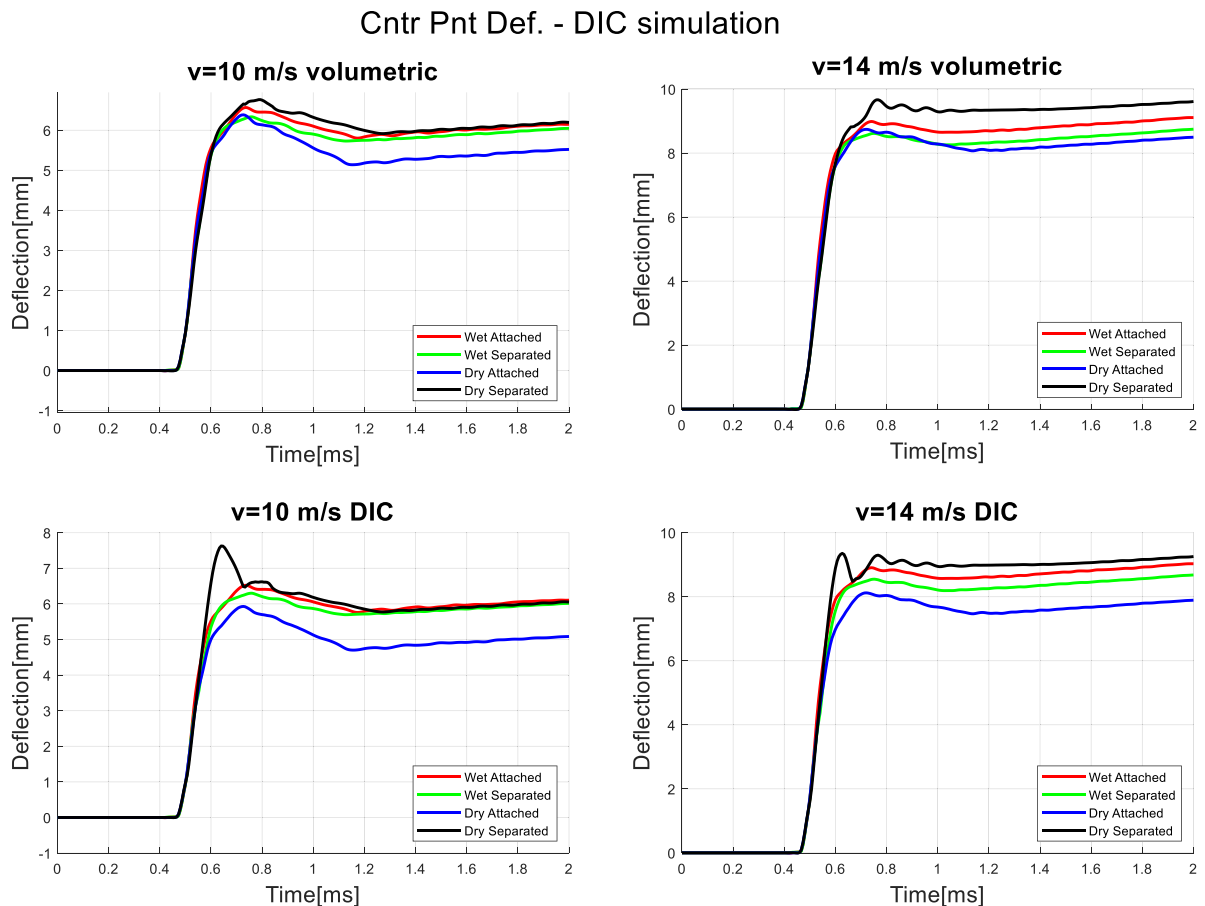 Cntr Pnt Def. - DIC simulation
v=10 m/s volumetric
Deflection[mm]
6
5
4
3
2
1
0
-1
0 0.2 0.4 0.6 0.8 1 1.2 1.4 1.6 1.8 2
Time[ms]
Wet Attached
Wet Separated
Dry Attached
Dry Separated
v=14 m/s volumetric
Deflection[mm]
10
8
6
4
2
0
0 0.2 0.4 0.6 0.8 1 1.2 1.4 1.6 1.8 2
Time[ms]
Wet Attached
Wet Separated
Dry Attached
Dry Separated
v=10 m/s DIC
Deflection[mm]
8
7
6
5
4
3
2
1
0
-1
0 0.2 0.4 0.6 0.8 1 1.2 1.4 1.6 1.8 2
Time[ms]
Wet Attached
Wet Separated
Dry Attached
Dry Separated
v=14 m/s DIC
Deflection[mm]
10
8
6
4
2
0
0 0.2 0.4 0.6 0.8 1 1.2 1.4 1.6 1.8 2
Time[ms]
Wet Attached
Wet Separated
Dry Attached
Dry Separated